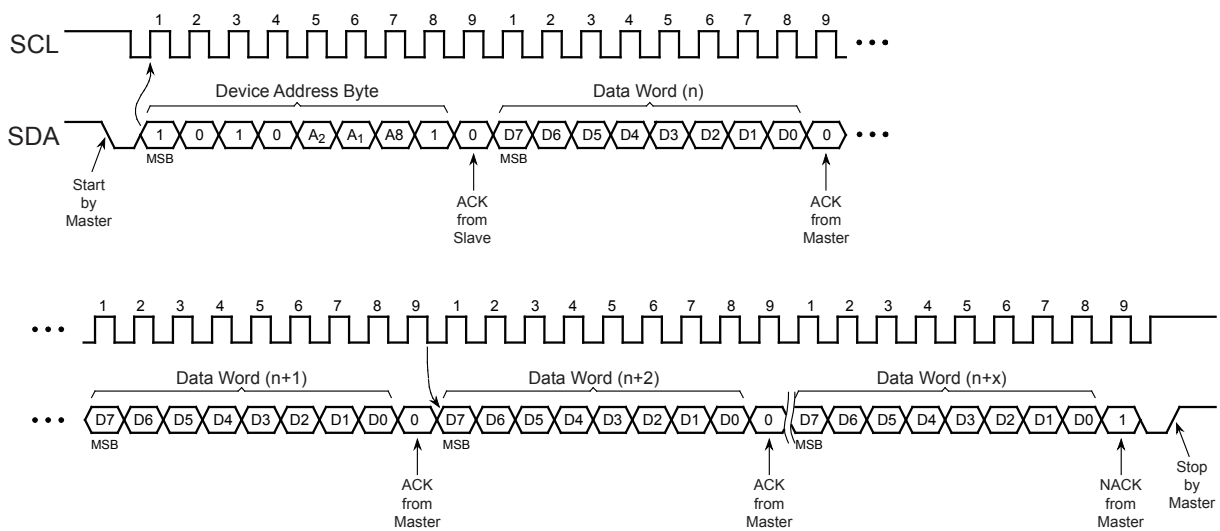 1 2 3 4 5 6 7 8 9 1 2 3 4 5 6 7 8 9
SCL
Device Address Byte Data Word (n)
SDA 1 0 1 0 A2 A1 A8 1 0 D7 D6 D5 D4 D3 D2 D1 D0 0
MSB MSB
Start
by
Master
ACK
from
Slave
ACK
from
Master
1 2 3 4 5 6 7 8 9 1 2 3 4 5 6 7 8 9 1 2 3 4 5 6 7 8 9
Data Word (n+1) Data Word (n+2) Data Word (n+x)
D7 D6 D5 D4 D3 D2 D1 D0 0 D7 D6 D5 D4 D3 D2 D1 D0 0 D7 D6 D5 D4 D3 D2 D1 D0 1
MSB MSB MSB
ACK
from
Master
ACK
from
Master
NACK
from
Master
Stop
by
Master